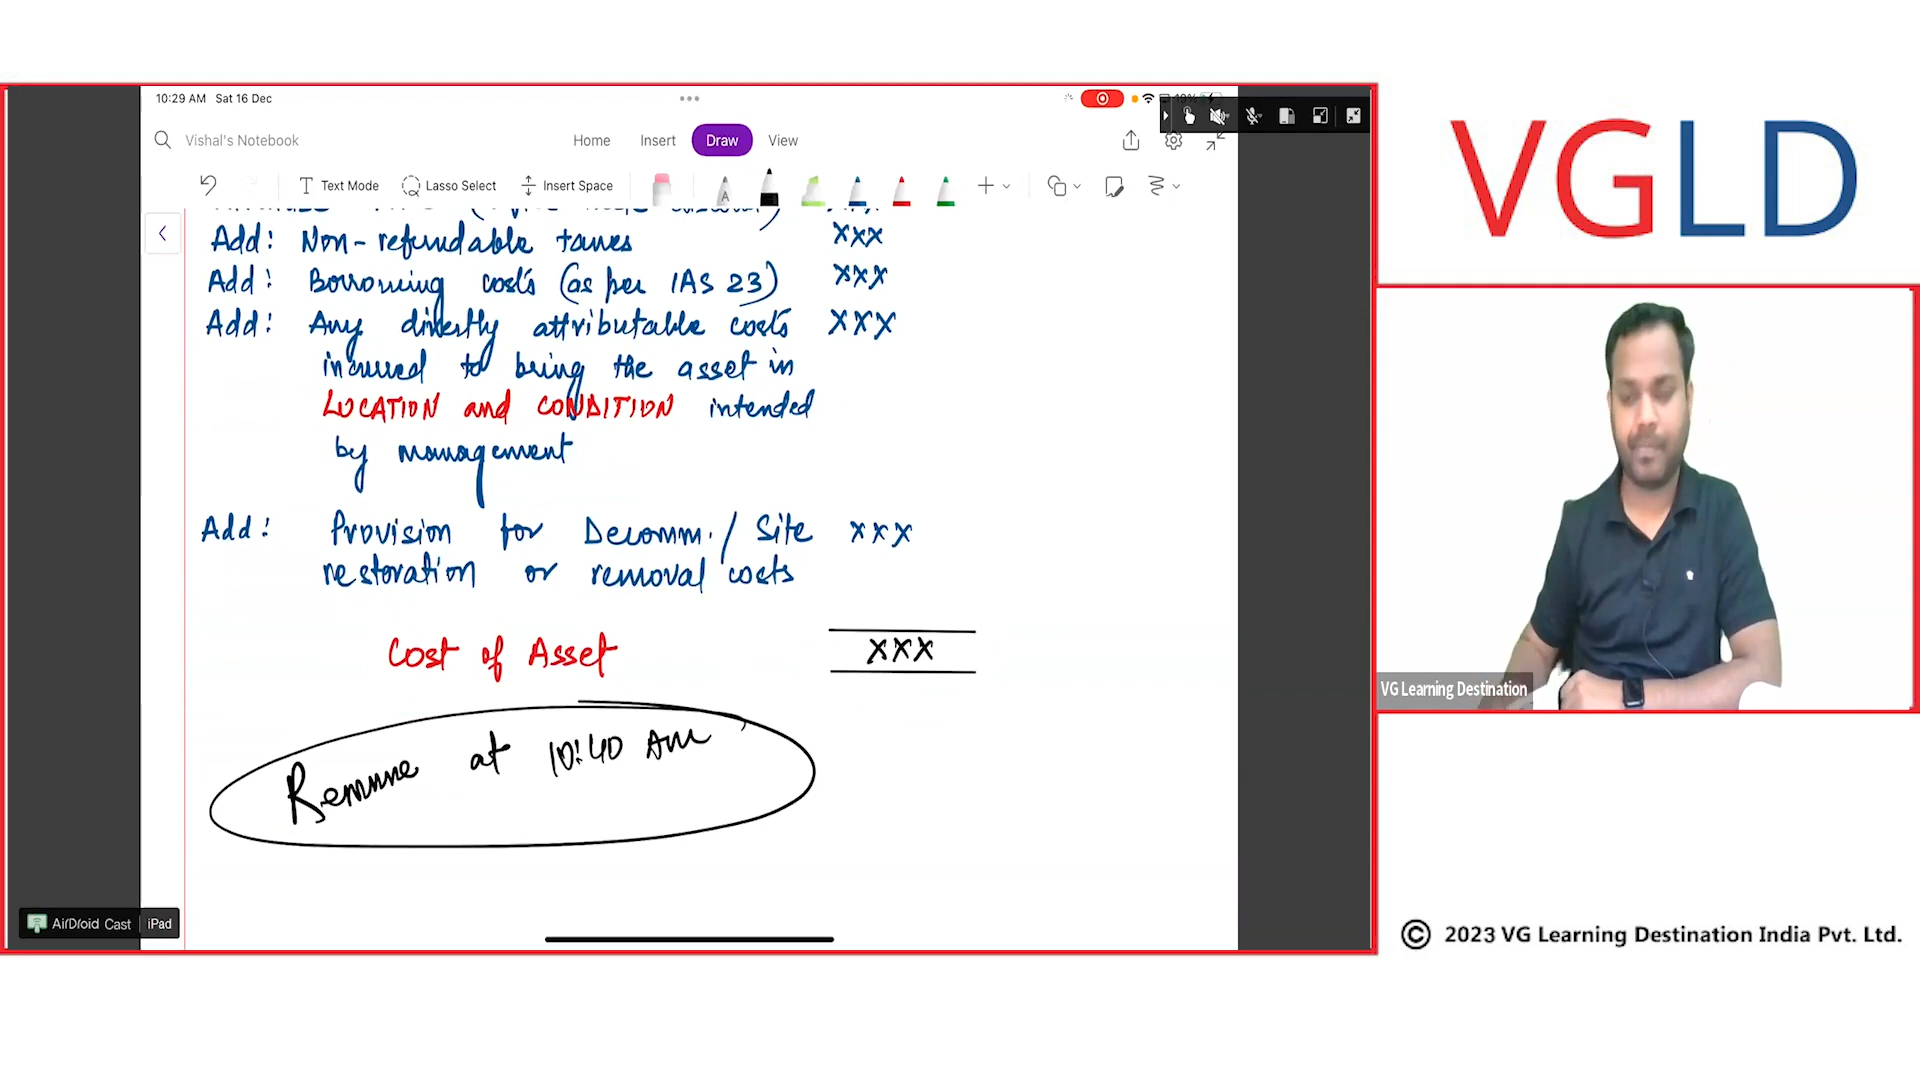 10:29 AM Sat 16 Dec
19%
VGLD
Vishal's Notebook
Home Insert Draw View
Text Mode Lasso Select Insert Space
A
Add: Non-refundable taxes xxx
Add: Borrowing costs (as per IAS 23) xxx
Add: Any directly attributable costs xxx
incurred to bring the asset in
LOCATION and CONDITION intended
by management
Add: Provision for Decomm. / Site xxx
restoration or removal costs
Cost of Asset xxx
Resume at 10:40 AM
VG Learning Destination
AirDroid Cast iPad
© 2023 VG Learning Destination India Pvt. Ltd.